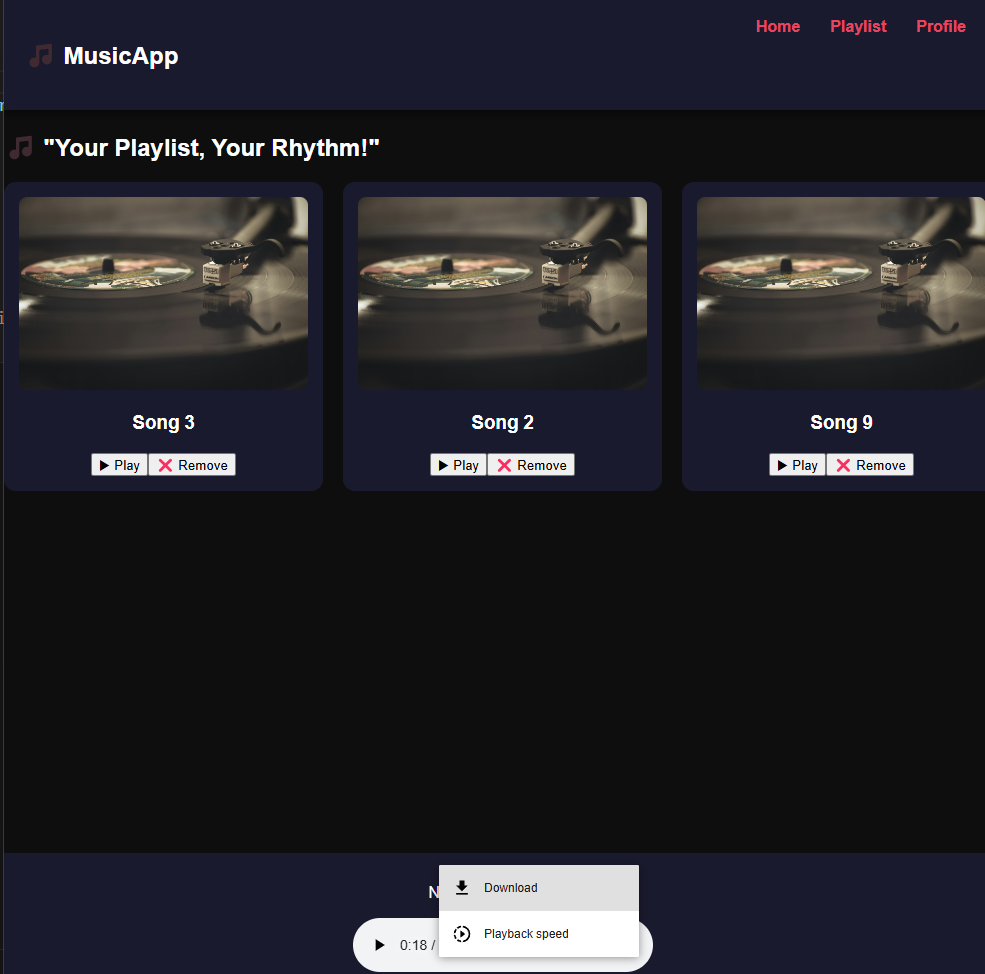 Home Playlist Profile
MusicApp
"Your Playlist, Your Rhythm!"
Song 3
Song 2
Song 9
Play Remove
Play Remove
Play Remove
Download
0:18 /
Playback speed